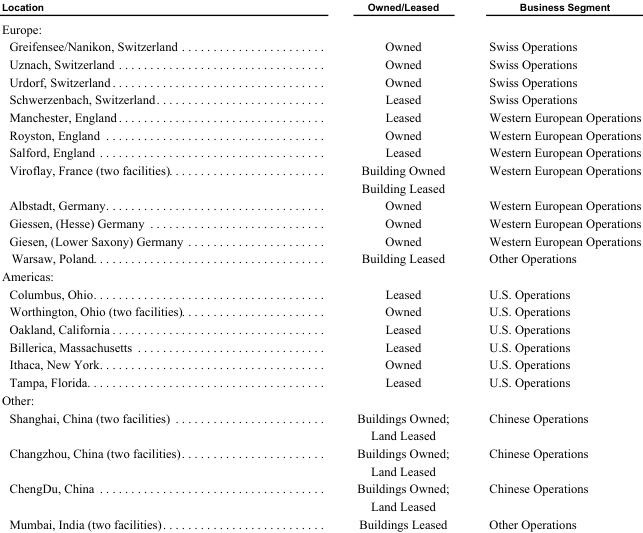 Location Owned/Leased Business Segment
Europe:
Greifensee/Nanikon, Switzerland . . . . . . . . . . . . . . . . . . . . . . . . Owned Swiss Operations
Uznach, Switzerland . . . . . . . . . . . . . . . . . . . . . . . . . . . . . . . . . . Owned Swiss Operations
Urdorf, Switzerland . . . . . . . . . . . . . . . . . . . . . . . . . . . . . . . . . . . Owned Swiss Operations
Schwerzenbach, Switzerland . . . . . . . . . . . . . . . . . . . . . . . . . . . . Leased Swiss Operations
Manchester, England . . . . . . . . . . . . . . . . . . . . . . . . . . . . . . . . . . Leased Western European Operations
Royston, England . . . . . . . . . . . . . . . . . . . . . . . . . . . . . . . . . . . . Owned Western European Operations
Salford, England . . . . . . . . . . . . . . . . . . . . . . . . . . . . . . . . . . . . . Leased Western European Operations
Viroflay, France (two facilities) . . . . . . . . . . . . . . . . . . . . . . . . . . Building Owned Western European Operations
Building Leased
Albstadt, Germany . . . . . . . . . . . . . . . . . . . . . . . . . . . . . . . . . . . . Owned Western European Operations
Giessen, (Hesse) Germany . . . . . . . . . . . . . . . . . . . . . . . . . . . . . Owned Western European Operations
Giesen, (Lower Saxony) Germany . . . . . . . . . . . . . . . . . . . . . . . Owned Western European Operations
Warsaw, Poland . . . . . . . . . . . . . . . . . . . . . . . . . . . . . . . . . . . . . . Building Leased Other Operations
Americas:
Columbus, Ohio . . . . . . . . . . . . . . . . . . . . . . . . . . . . . . . . . . . . . . Leased U.S. Operations
Worthington, Ohio (two facilities) . . . . . . . . . . . . . . . . . . . . . . . . Owned U.S. Operations
Oakland, California . . . . . . . . . . . . . . . . . . . . . . . . . . . . . . . . . . . Leased U.S. Operations
Billerica, Massachusetts . . . . . . . . . . . . . . . . . . . . . . . . . . . . . . . Leased U.S. Operations
Ithaca, New York . . . . . . . . . . . . . . . . . . . . . . . . . . . . . . . . . . . . . Owned U.S. Operations
Tampa, Florida . . . . . . . . . . . . . . . . . . . . . . . . . . . . . . . . . . . . . . . Leased U.S. Operations
Other:
Shanghai, China (two facilities) . . . . . . . . . . . . . . . . . . . . . . . . . Buildings Owned; Chinese Operations
Land Leased
Changzhou, China (two facilities) . . . . . . . . . . . . . . . . . . . . . . . . Buildings Owned; Chinese Operations
Land Leased
ChengDu, China . . . . . . . . . . . . . . . . . . . . . . . . . . . . . . . . . . . . . Buildings Owned; Chinese Operations
Land Leased
Mumbai, India (two facilities) . . . . . . . . . . . . . . . . . . . . . . . . . . . Buildings Leased Other Operations